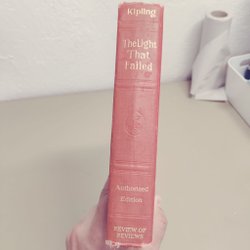 Kipling
The Light
That
Failed
Authorized
Edition
REVIEW OF
REVIEWS